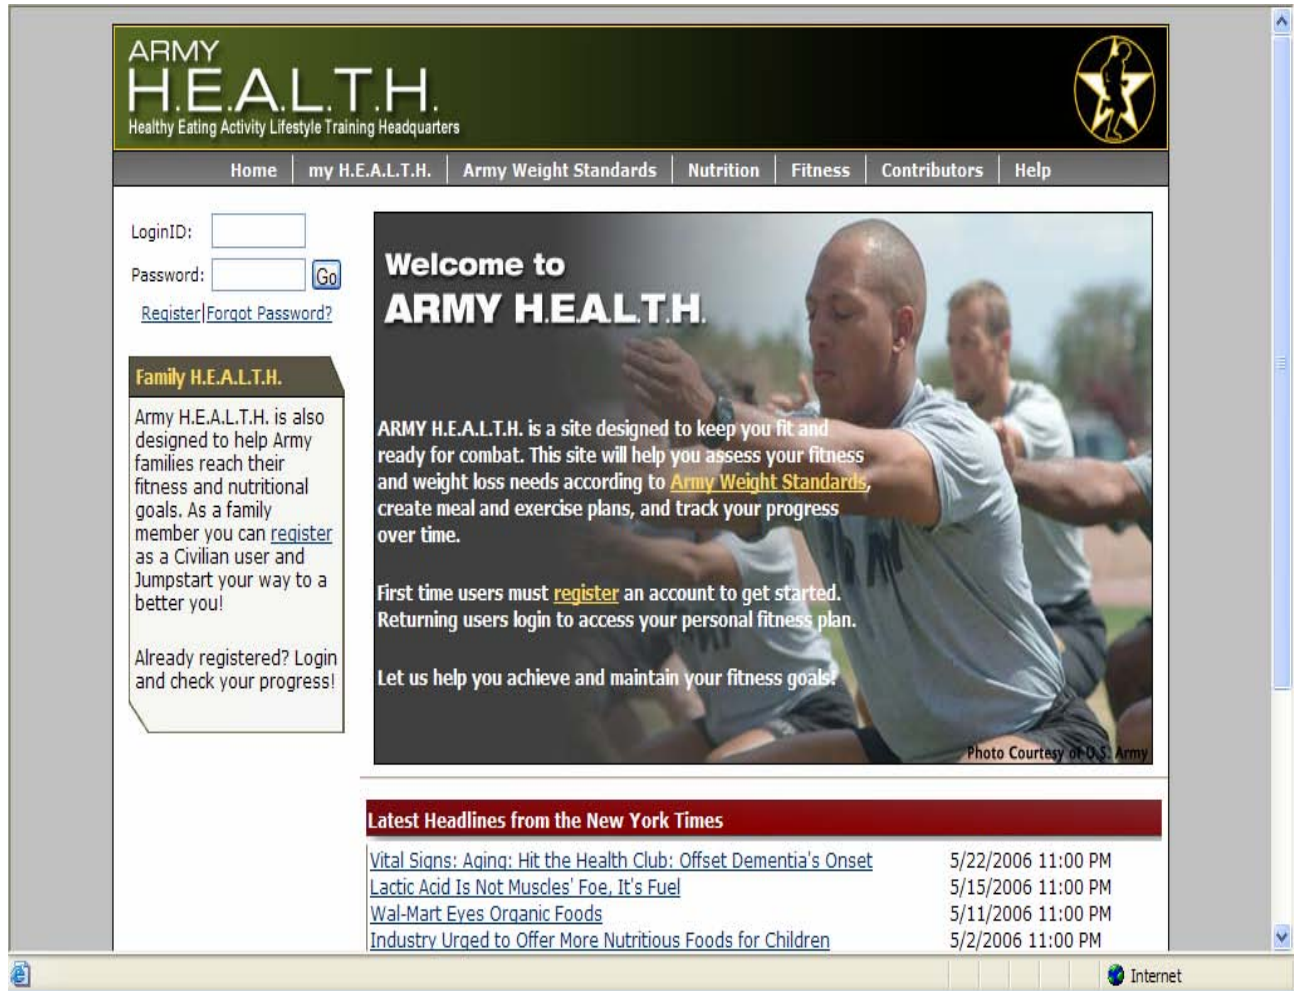 ARMY
H.E.A.L.T.H.
Healthy Eating Activity Lifestyle Training Headquarters
Home my H.E.A.L.T.H. Army Weight Standards Nutrition Fitness Contributors Help
LoginID:
Password: Go
Register|Forgot Password?
Family H.E.A.L.T.H.
Army H.E.A.L.T.H. is also
designed to help Army
families reach their
fitness and nutritional
goals. As a family
member you can register
as a Civilian user and
Jumpstart your way to a
better you!
Already registered? Login
and check your progress!
Welcome to
ARMY H.E.A.L.T.H.
ARMY H.E.A.L.T.H. is a site designed to keep you fit and
ready for combat. This site will help you assess your fitness
and weight loss needs according to Army Weight Standards,
create meal and exercise plans, and track your progress
over time.
First time users must register an account to get started.
Returning users login to access your personal fitness plan.
Let us help you achieve and maintain your fitness goals!
Photo Courtesy of U.S. Army
Latest Headlines from the New York Times
Vital Signs: Aging: Hit the Health Club: Offset Dementia's Onset 5/22/2006 11:00 PM
Lactic Acid Is Not Muscles' Foe, It's Fuel 5/15/2006 11:00 PM
Wal-Mart Eyes Organic Foods 5/11/2006 11:00 PM
Industry Urged to Offer More Nutritious Foods for Children 5/2/2006 11:00 PM
Internet